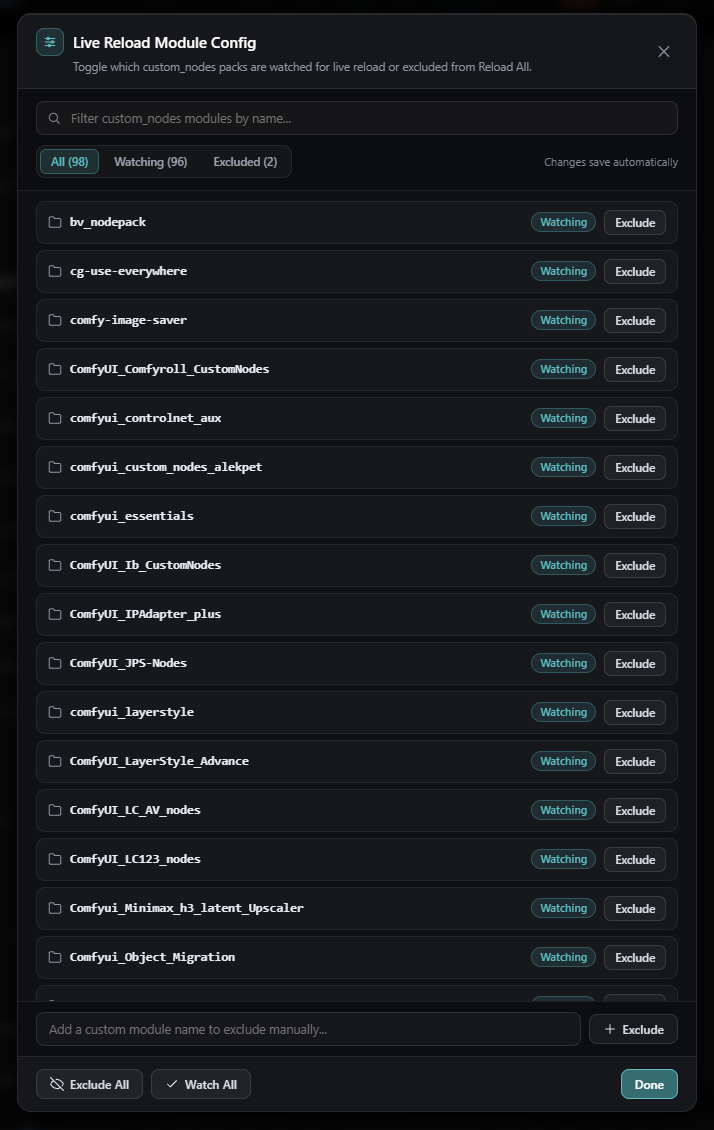 Live Reload Module Config
Toggle which custom_nodes packs are watched for live reload or excluded from Reload All.
Filter custom_nodes modules by name...
All (98) Watching (96) Excluded (2) Changes save automatically
bv_nodepack Watching Exclude
cg-use-everywhere Watching Exclude
comfy-image-saver Watching Exclude
ComfyUI_Comfyroll_CustomNodes Watching Exclude
comfyui_controlnet_aux Watching Exclude
comfyui_custom_nodes_alekpet Watching Exclude
comfyui_essentials Watching Exclude
ComfyUI_Ib_CustomNodes Watching Exclude
ComfyUI_IPAdapter_plus Watching Exclude
ComfyUI_JPS-Nodes Watching Exclude
comfyui_layerstyle Watching Exclude
ComfyUI_LayerStyle_Advance Watching Exclude
ComfyUI_LC_AV_nodes Watching Exclude
ComfyUI_LC123_nodes Watching Exclude
Comfyui_Minimax_h3_latent_Upscaler Watching Exclude
Comfyui_Object_Migration Watching Exclude
Add a custom module name to exclude manually... + Exclude
Exclude All Watch All Done